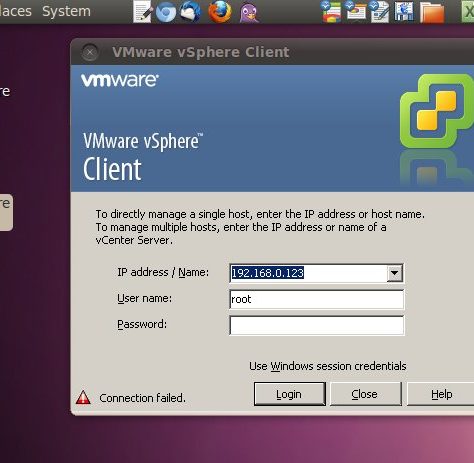 laces System
VMware vSphere Client
vmware®
VMware vSphere™
Client
re
re
To directly manage a single host, enter the IP address or host name.
To manage multiple hosts, enter the IP address or name of a
vCenter Server.
IP address / Name: 192.168.0.123
User name: root
Password:
Use Windows session credentials
Connection failed. Login Close Help